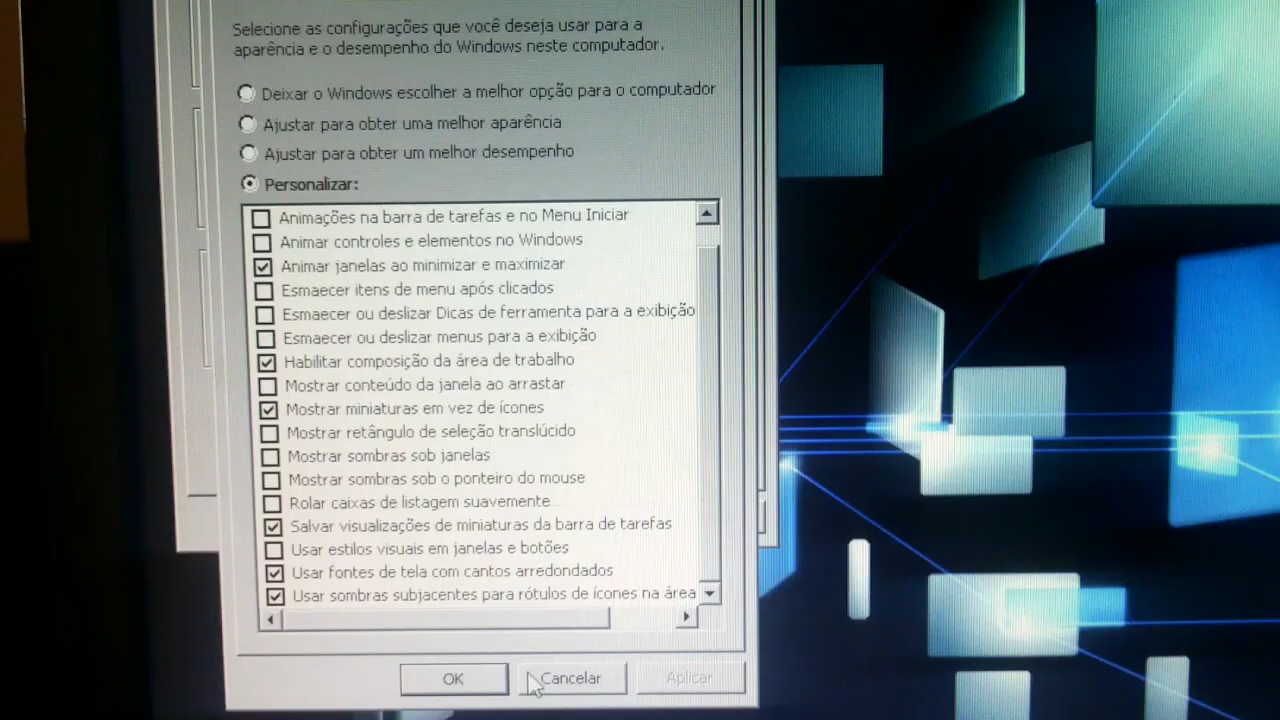 Selecione as configurações que você deseja usar para a
aparência e o desempenho do Windows neste computador.
Deixar o Windows escolher a melhor opção para o computador
Ajustar para obter uma melhor aparência
Ajustar para obter um melhor desempenho
Personalizar:
Animações na barra de tarefas e no Menu Iniciar
Animar controles e elementos no Windows
Animar janelas ao minimizar e maximizar
Esmaecer itens de menu após clicados
Esmaecer ou deslizar Dicas de ferramenta para a exibição
Esmaecer ou deslizar menus para a exibição
Habilitar composição da área de trabalho
Mostrar conteúdo da janela ao arrastar
Mostrar miniaturas em vez de ícones
Mostrar retângulo de seleção translúcido
Mostrar sombras sob janelas
Mostrar sombras sob o ponteiro do mouse
Rolar caixas de listagem suavemente
Salvar visualizações de miniaturas da barra de tarefas
Usar estilos visuais em janelas e botões
Usar fontes de tela com cantos arredondados
Usar sombras subjacentes para rótulos de ícones na área
OK Cancelar Aplicar